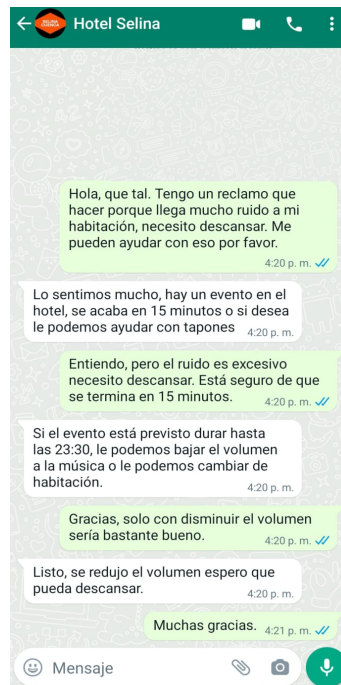 Hotel Selina
Hola, que tal. Tengo un reclamo que
hacer porque llega mucho ruido a mi
habitación, necesito descansar. Me
pueden ayudar con eso por favor.
4:20 p. m.
Lo sentimos mucho, hay un evento en el
hotel, se acaba en 15 minutos o si desea
le podemos ayudar con tapones 4:20 p. m.
Entiendo, pero el ruido es excesivo
necesito descansar. Está seguro de que
se termina en 15 minutos. 4:20 p. m.
Si el evento está previsto durar hasta
las 23:30, le podemos bajar el volumen
a la música o le podemos cambiar de
habitación. 4:20 p. m.
Gracias, solo con disminuir el volumen
sería bastante bueno. 4:20 p. m.
Listo, se redujo el volumen espero que
pueda descansar. 4:20 p. m.
Muchas gracias. 4:21 p. m.
Mensaje